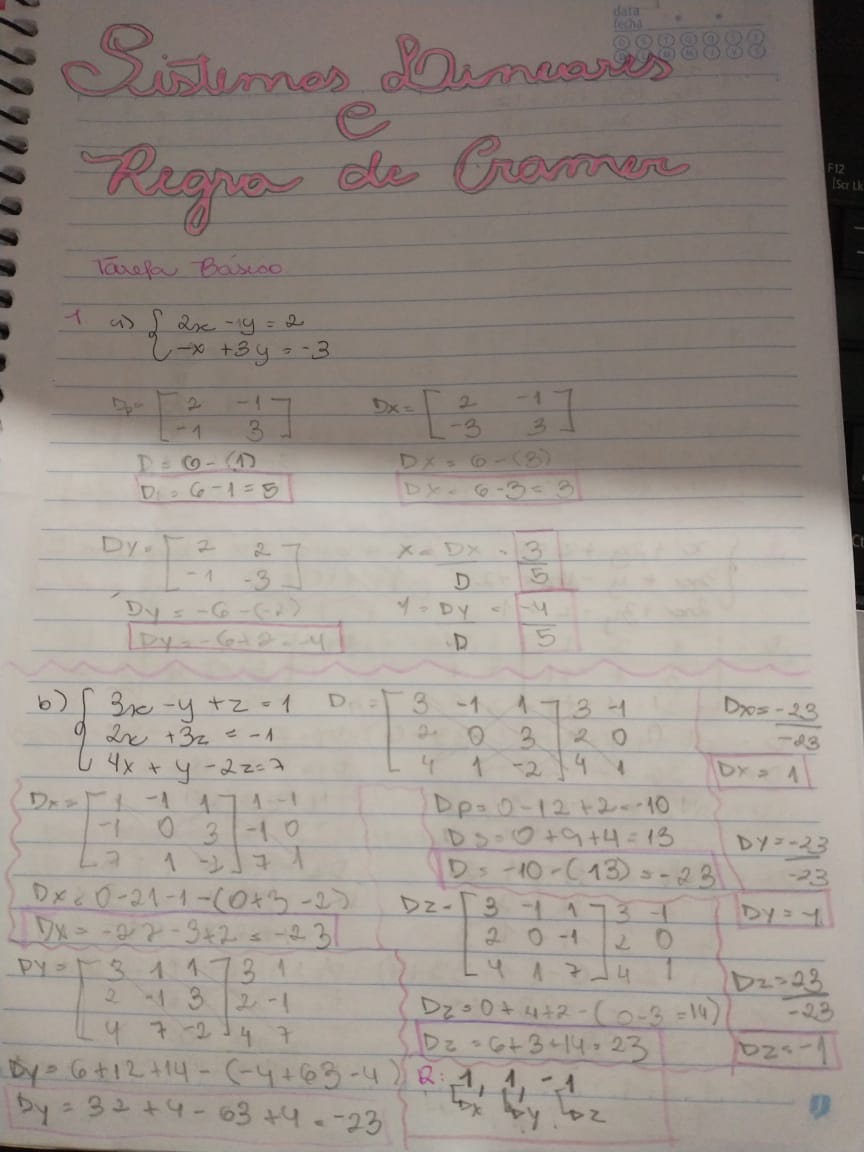 data
fecha
Sistemas Lineares
e
Regra de Cramer
F12
Tarefa Básico
1 a) { 2x - y = 2
-x + 3y = -3
Dp= [ 2 -1
-1 3 ]
Dx= [ 2 -1
-3 3 ]
D = 6-(1)
D = 6-1=5
Dx = 6-(3)
DX = 6-3=3
DY= [ 2 2
-1 -3 ]
Dy = -6-(-2)
Dy=-6+2=-4
X= DX = 3
D 5
Y = DY = -4
D 5
b) { 3x - y + z = 1
2x + 3z = -1
4x + y - 2z=7
D = [ 3 -1 1 ] 3 -1
2 0 3 2 0
4 1 -2 4 1
Dx= -23
-23
DX = 1
Dx= [ 1 -1 1 ] 1 -1
-1 0 3 -1 0
7 1 -2 7 1
Dx= 0-21-1-(0+3-2)
Dx= -22-3+2 = -23
Dp=0-12+2=-10
Ds=0+9+4=13
D= -10-(13)=-23
DY=-23
-23
Dz= [ 3 -1 1 ] 3 -1
2 0 -1 2 0
4 1 7 4 1
Dz=0+4+2-(0-3=14)
Dz =6+3+14=23
Dz=23
-23
Dz=-1
DY= [ 3 1 1 ] 3 1
2 -1 3 2 -1
4 7 -2 4 7
Dy= 6+12+14-(-4+63-4)
Dy = 32+4-63+4=-23
R: 1, 1, -1
Dx Dy Dz